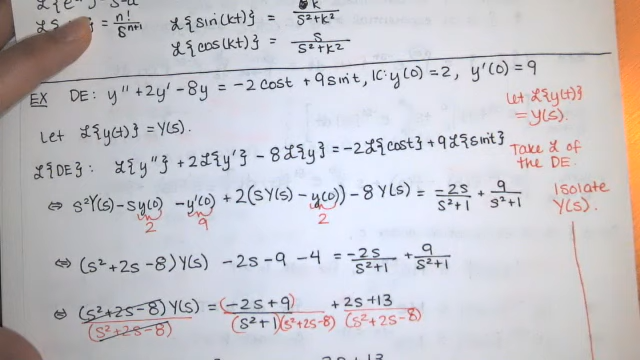 = n!/s^(n+1)
ℒ{sin(kt)} = k/(s²+k²)
ℒ{cos(kt)} = s/(s²+k²)
EX DE: y'' + 2y' - 8y = -2cost + 9sint, IC: y(0) = 2, y'(0) = 9
Let ℒ{y(t)} = Y(s).
let ℒ{y(t)}
= Y(s).
ℒ{DE}: ℒ{y''} + 2ℒ{y'} - 8ℒ{y} = -2ℒ{cost} + 9ℒ{sint}
Take ℒ of
the DE.
⇔ s²Y(s) - sy(0) - y'(0) + 2(sY(s) - y(0)) - 8Y(s) = -2s/(s²+1) + 9/(s²+1)
2 9 2
Isolate
Y(s).
⇔ (s²+2s-8)Y(s) - 2s - 9 - 4 = -2s/(s²+1) + 9/(s²+1)
⇔ (s²+2s-8)Y(s)/(s²+2s-8) = (-2s+9)/(s²+1)(s²+2s-8) + 2s+13/(s²+2s-8)